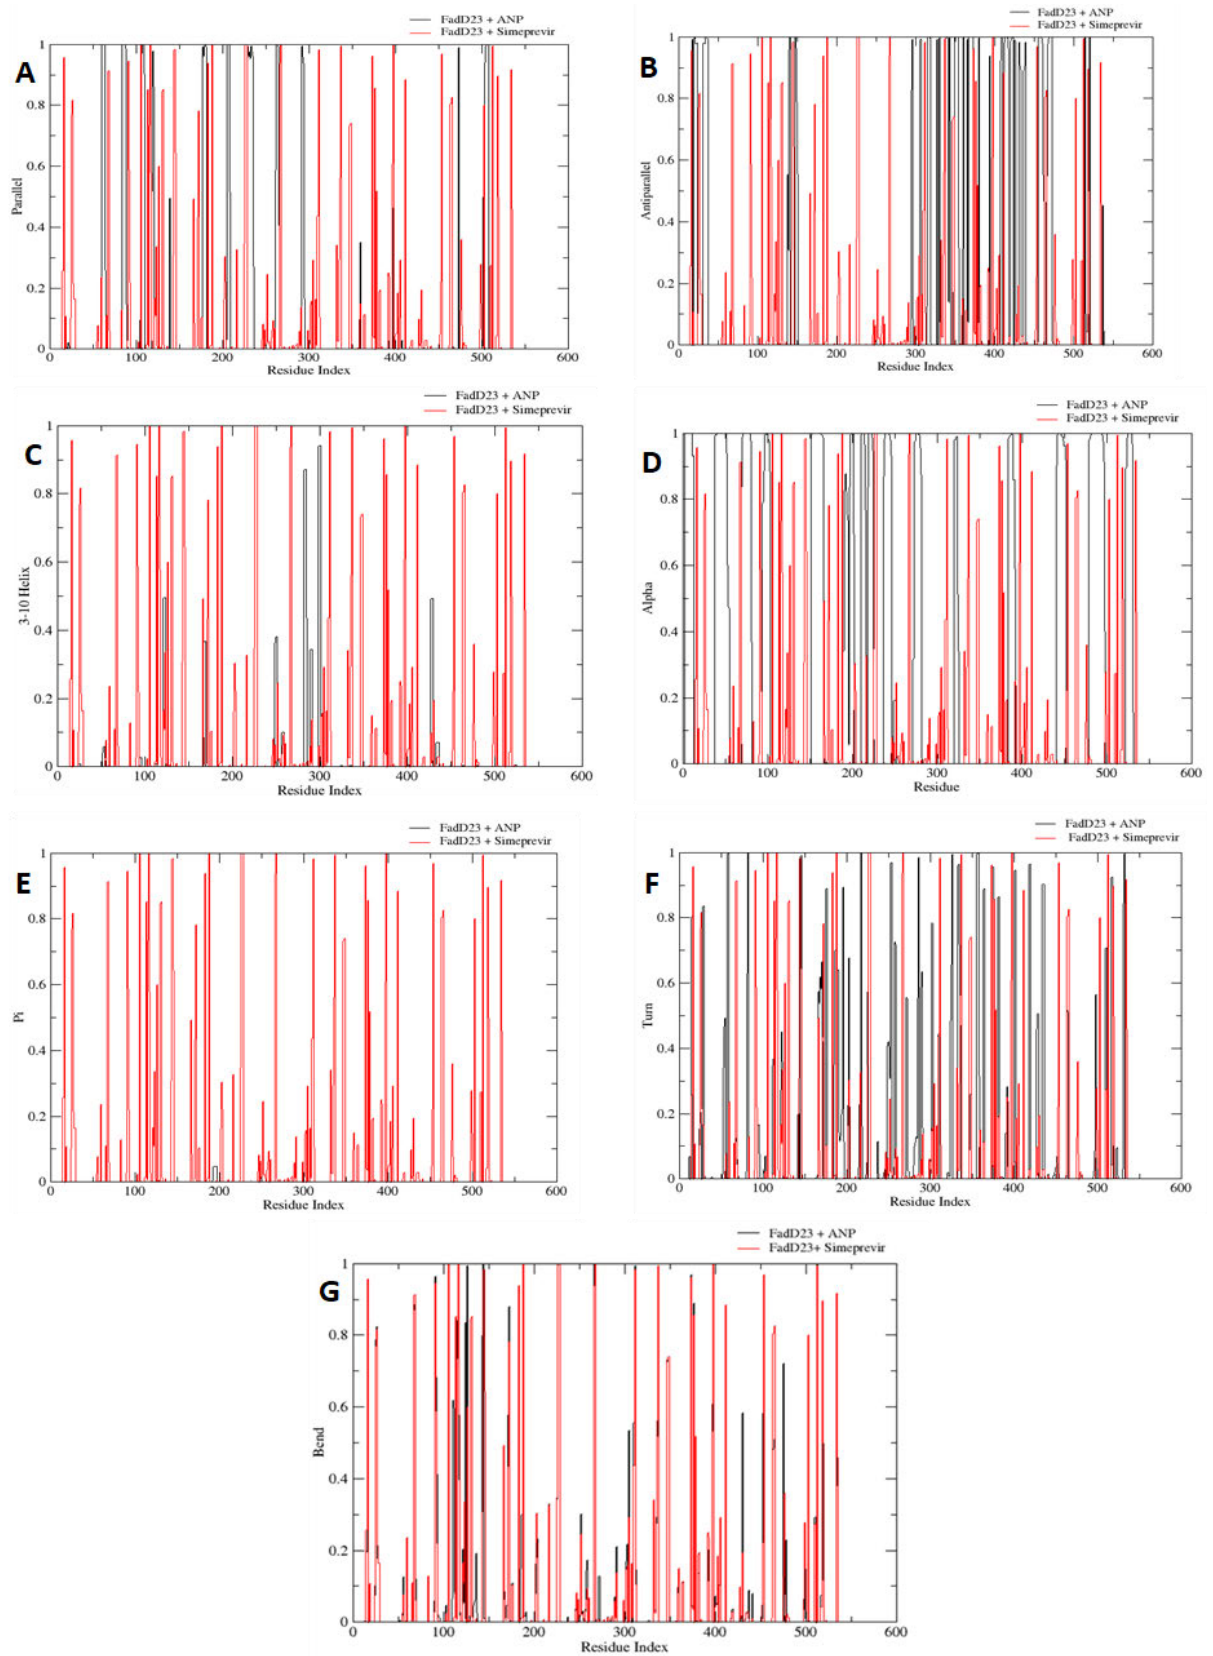 FadD23 + ANP
FadD23 + Simeprevir
A
Parallel
1
0.8
0.6
0.4
0.2
0
0 100 200 300 400 500 600
Residue Index
FadD23 + ANP
FadD23 + Simeprevir
B
Antiparallel
1
0.8
0.6
0.4
0.2
0
0 100 200 300 400 500 600
Residue Index
FadD23 + ANP
FadD23 + Simeprevir
C
3-10 Helix
1
0.8
0.6
0.4
0.2
0
0 100 200 300 400 500 600
Residue Index
FadD23 + ANP
FadD23 + Simeprevir
D
Alpha
1
0.8
0.6
0.4
0.2
0
0 100 200 300 400 500 600
Residue
FadD23 + ANP
FadD23 + Simeprevir
E
Pi
1
0.8
0.6
0.4
0.2
0
0 100 200 300 400 500 600
Residue Index
FadD23 + ANP
FadD23 + Simeprevir
F
Turn
1
0.8
0.6
0.4
0.2
0
0 100 200 300 400 500 600
Residue Index
FadD23 + ANP
FadD23+ Simeprevir
G
Bend
1
0.8
0.6
0.4
0.2
0
0 100 200 300 400 500 600
Residue Index